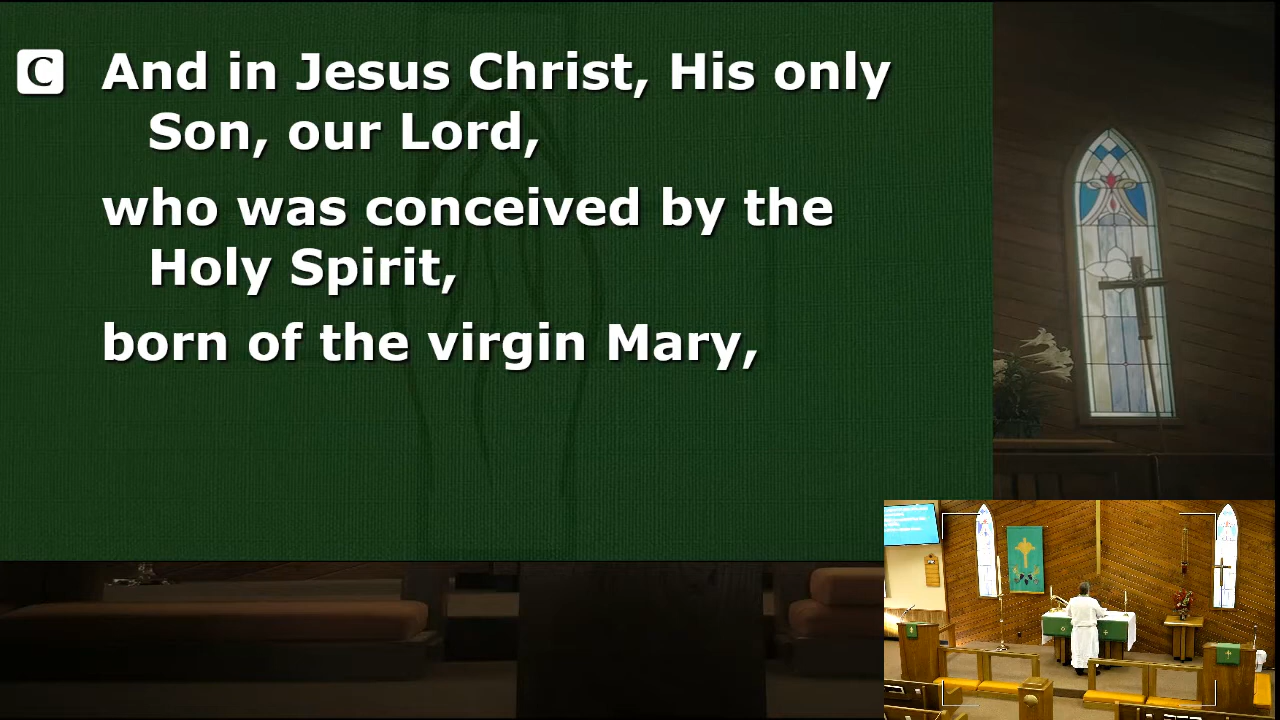 C And in Jesus Christ, His only
Son, our Lord,
who was conceived by the
Holy Spirit,
born of the virgin Mary,